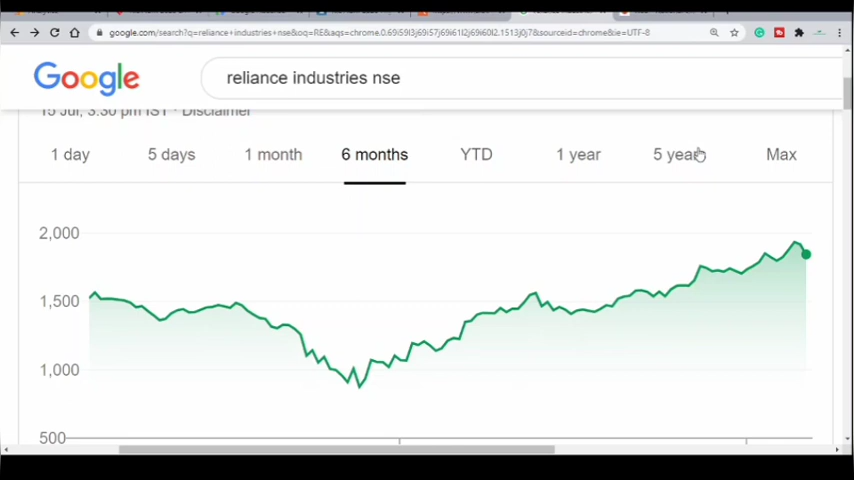 google.com/search?q=reliance+industries+nse&oq=RE&aqs=chrome.0.69i59l3j69i57j69i61l2j69i60l2.1513j0j7&sourceid=chrome&ie=UTF-8
Google
reliance industries nse
15 Jul, 3:30 pm IST · Disclaimer
1 day 5 days 1 month 6 months YTD 1 year 5 years Max
2,000
1,500
1,000
500